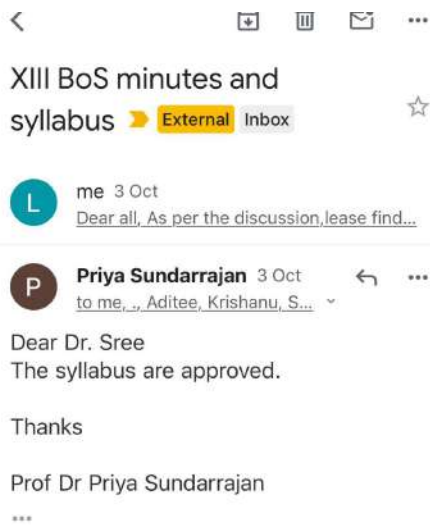 XIII BoS minutes and
syllabus External Inbox
L
me 3 Oct
Dear all, As per the discussion,lease find...
P
Priya Sundarrajan 3 Oct
to me, ., Aditee, Krishanu, S...
Dear Dr. Sree
The syllabus are approved.
Thanks
Prof Dr Priya Sundarrajan